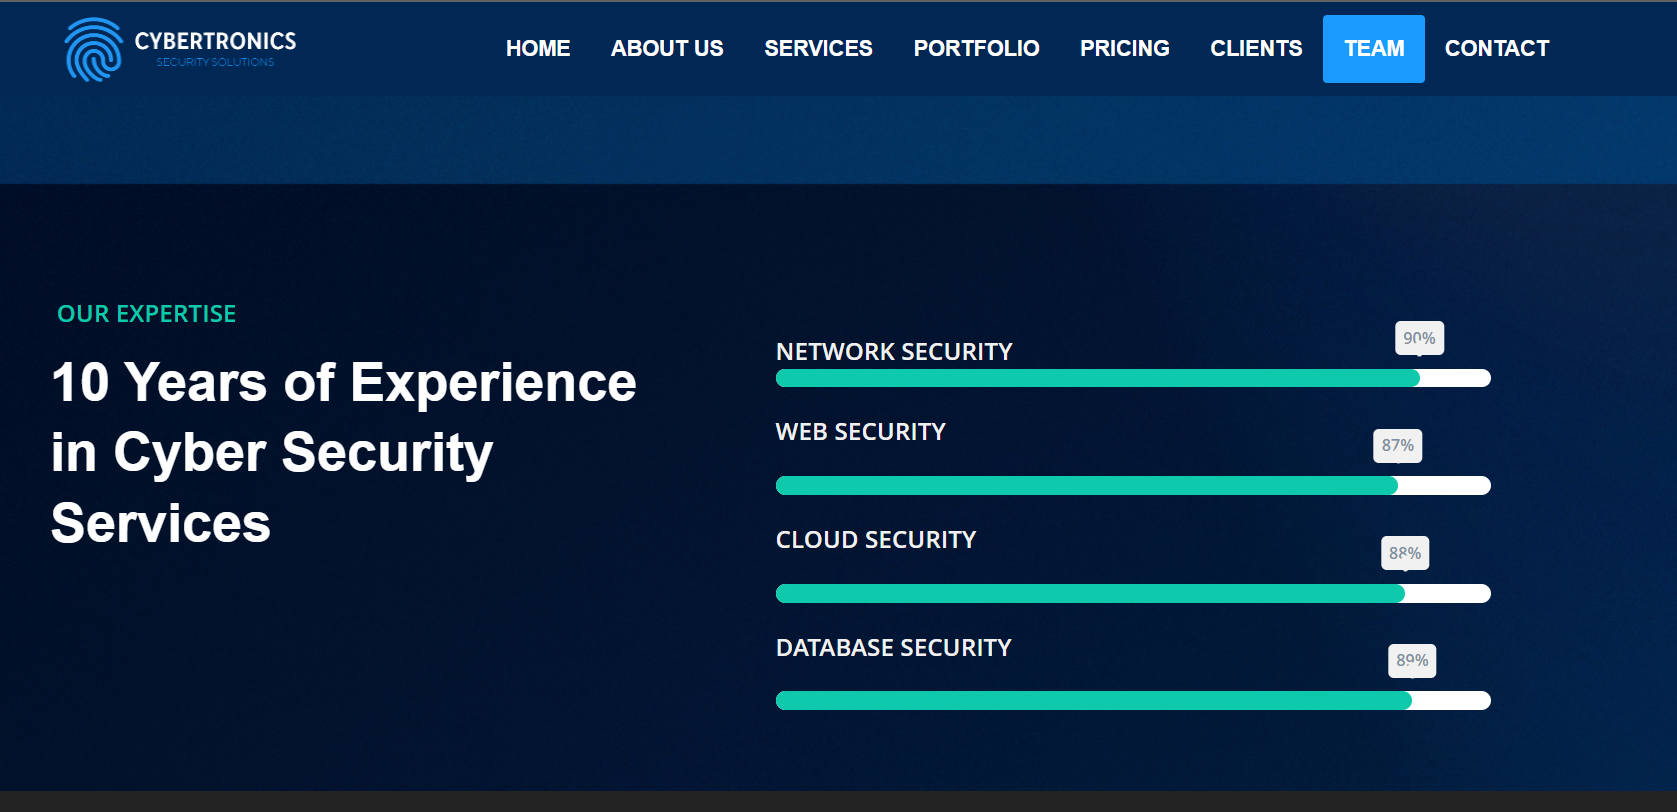 CYBERTRONICS
SECURITY SOLUTIONS
HOME ABOUT US SERVICES PORTFOLIO PRICING CLIENTS TEAM CONTACT
OUR EXPERTISE
10 Years of Experience
in Cyber Security
Services
NETWORK SECURITY
90%
WEB SECURITY
87%
CLOUD SECURITY
88%
DATABASE SECURITY
89%